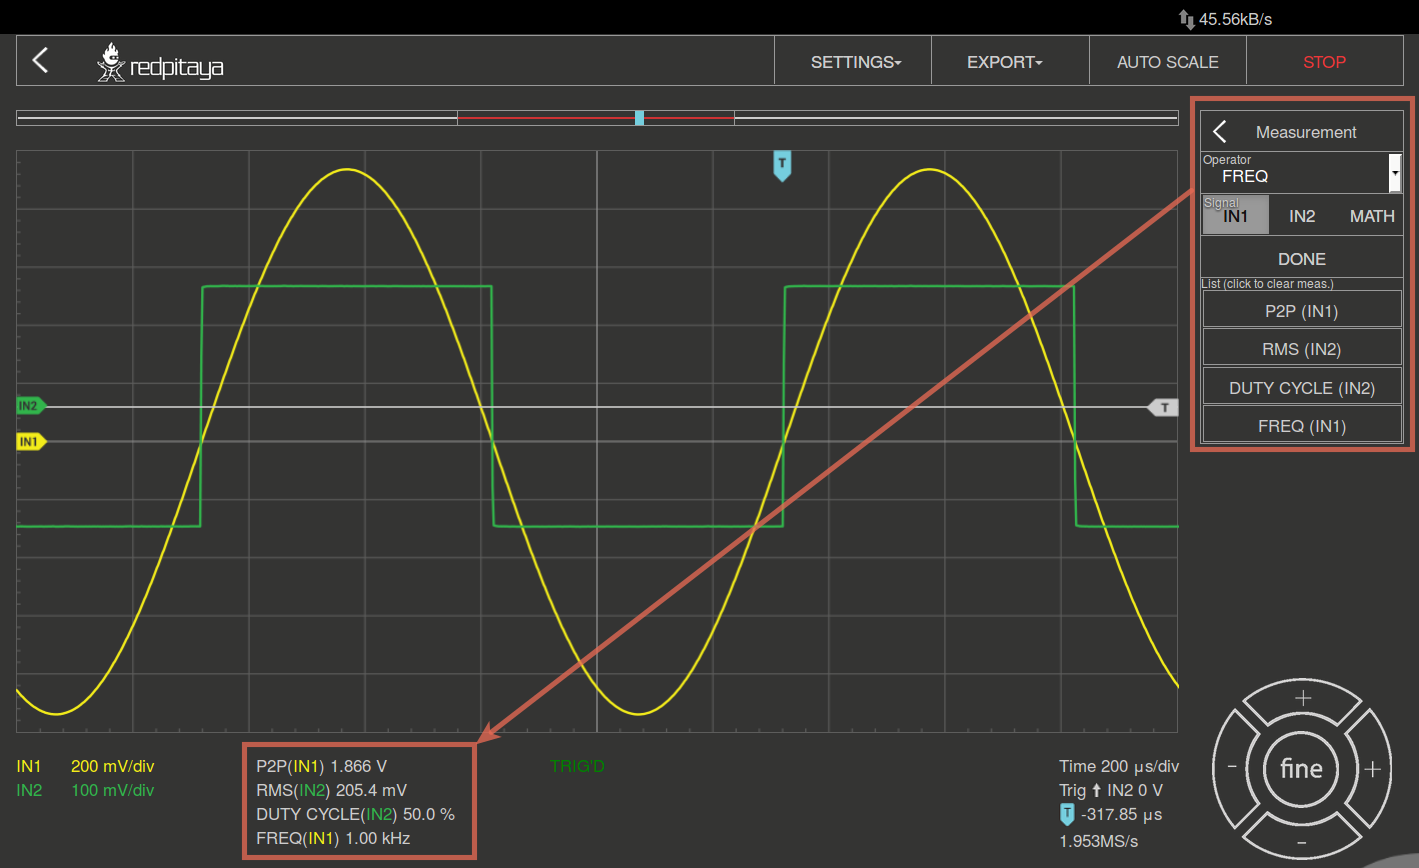 45.56kB/s
redpitaya
SETTINGS
EXPORT
AUTO SCALE
STOP
Measurement
Operator
FREQ
Signal
IN1 IN2 MATH
DONE
List (click to clear meas.)
P2P (IN1)
RMS (IN2)
DUTY CYCLE (IN2)
FREQ (IN1)
T
IN2
T
IN1
IN1 200 mV/div
IN2 100 mV/div
P2P(IN1) 1.866 V
RMS(IN2) 205.4 mV
DUTY CYCLE(IN2) 50.0 %
FREQ(IN1) 1.00 kHz
TRIG'D
Time 200 µs/div
Trig ⬆ IN2 0 V
T -317.85 µs
1.953MS/s
+
- fine +
-